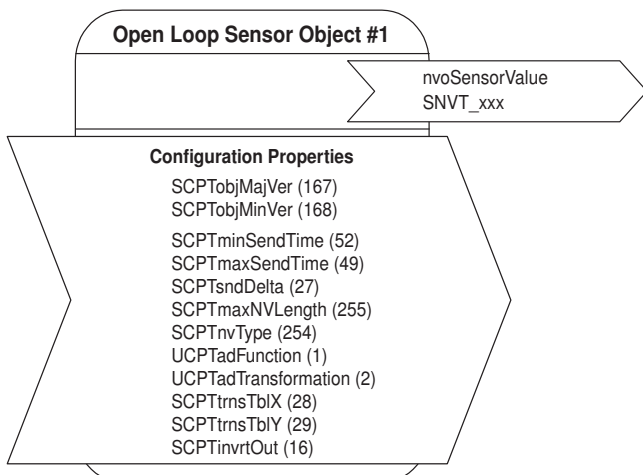 Open Loop Sensor Object #1
nvoSensorValue
SNVT_xxx
Configuration Properties
SCPTobjMajVer (167)
SCPTobjMinVer (168)
SCPTminSendTime (52)
SCPTmaxSendTime (49)
SCPTsndDelta (27)
SCPTmaxNVLength (255)
SCPTnvType (254)
UCPTadFunction (1)
UCPTadTransformation (2)
SCPTtrnsTblX (28)
SCPTtrnsTblY (29)
SCPTinvrtOut (16)